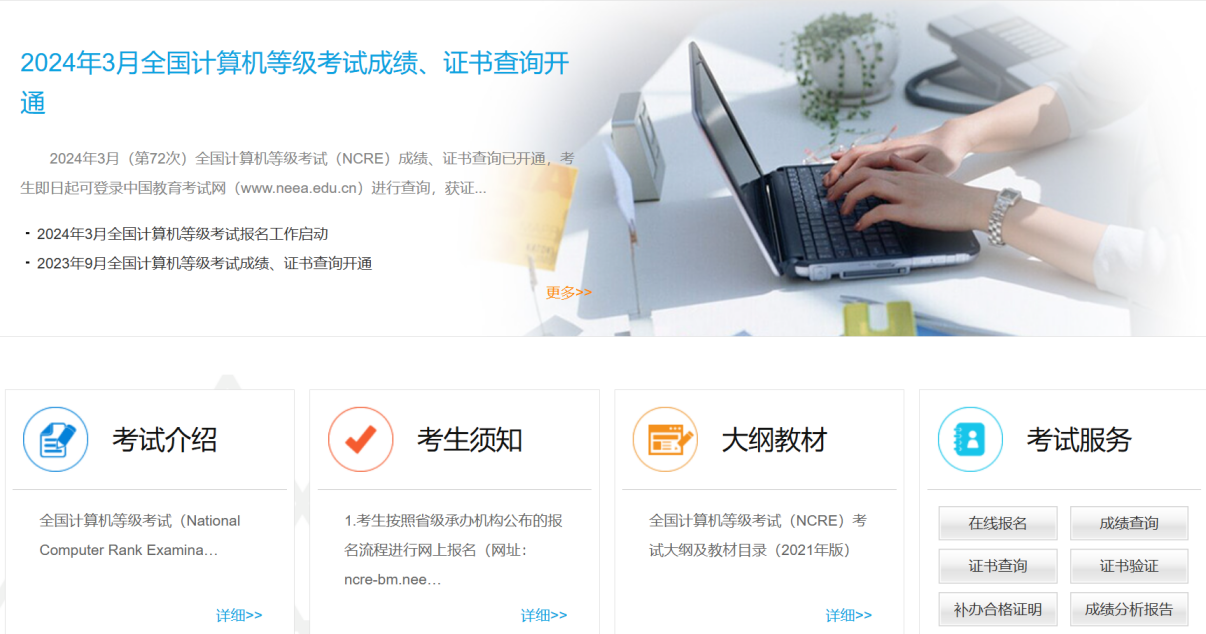 2024年3月全国计算机等级考试成绩、证书查询开
通
2024年3月（第72次）全国计算机等级考试（NCRE）成绩、证书查询已开通，考
生即日起可登录中国教育考试网（www.neea.edu.cn）进行查询，获证...
· 2024年3月全国计算机等级考试报名工作启动
· 2023年9月全国计算机等级考试成绩、证书查询开通
更多>>
考试介绍
全国计算机等级考试（National
Computer Rank Examina…
详细>>
考生须知
1.考生按照省级承办机构公布的报
名流程进行网上报名（网址：
ncre-bm.nee…
详细>>
大纲教材
全国计算机等级考试（NCRE）考
试大纲及教材目录（2021年版）
详细>>
考试服务
在线报名
成绩查询
证书查询
证书验证
补办合格证明
成绩分析报告